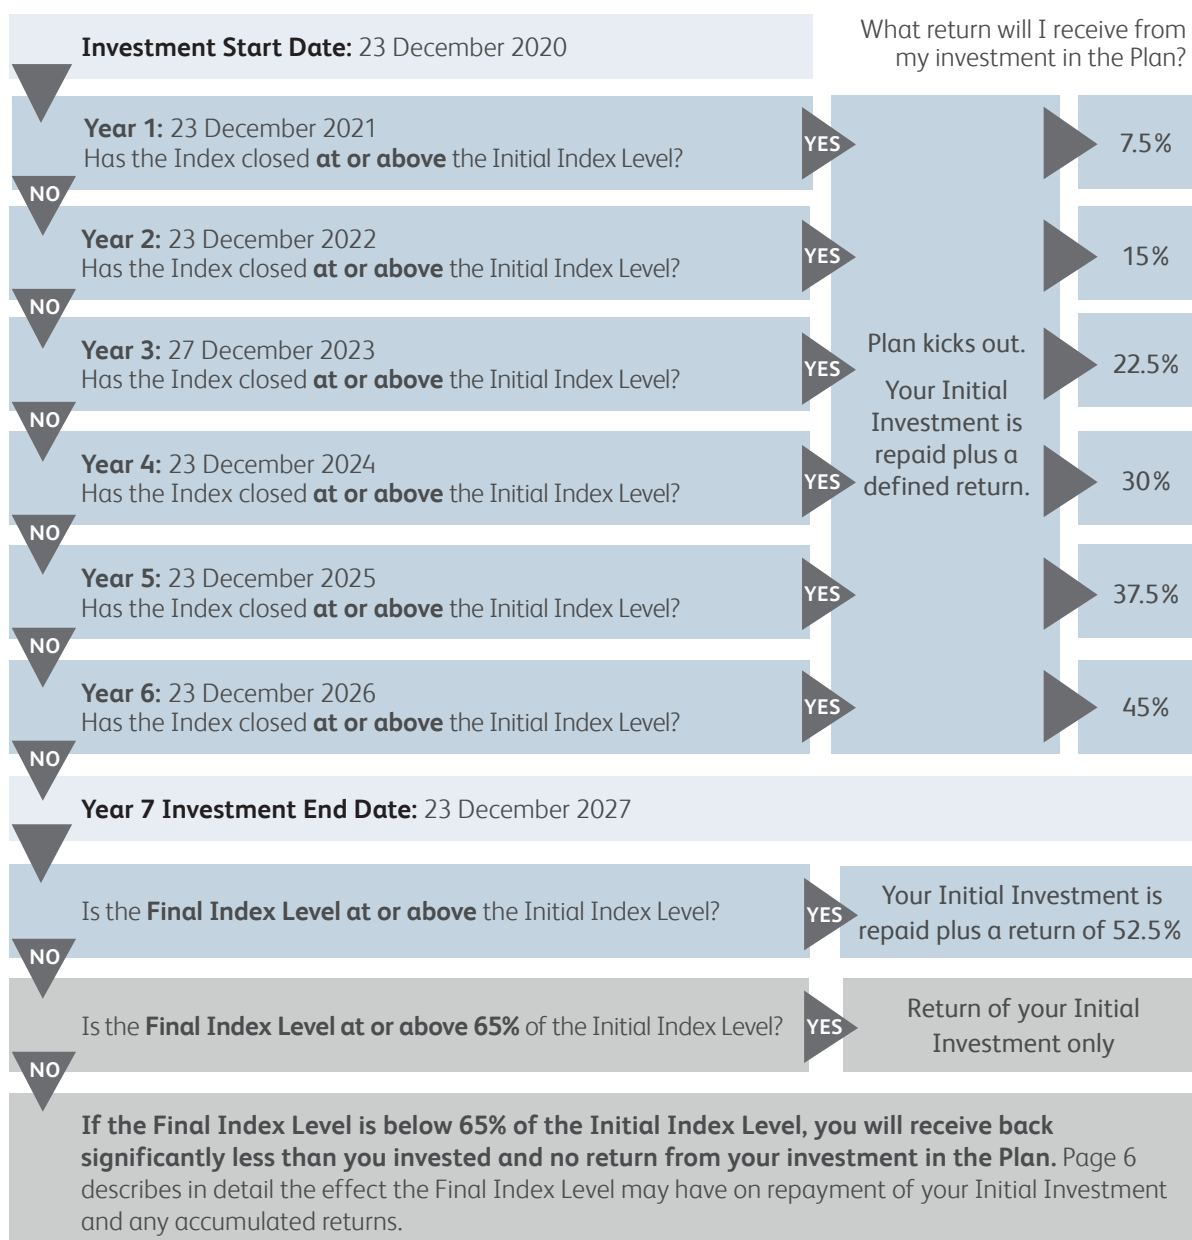 Investment Start Date: 23 December 2020
What return will I receive from
my investment in the Plan?
Year 1: 23 December 2021
Has the Index closed at or above the Initial Index Level?
YES
7.5%
NO
Year 2: 23 December 2022
Has the Index closed at or above the Initial Index Level?
YES
15%
NO
Year 3: 27 December 2023
Has the Index closed at or above the Initial Index Level?
YES
Plan kicks out.
Your Initial
Investment is
repaid plus a
defined return.
22.5%
NO
Year 4: 23 December 2024
Has the Index closed at or above the Initial Index Level?
YES
30%
NO
Year 5: 23 December 2025
Has the Index closed at or above the Initial Index Level?
YES
37.5%
NO
Year 6: 23 December 2026
Has the Index closed at or above the Initial Index Level?
YES
45%
NO
Year 7 Investment End Date: 23 December 2027
Is the Final Index Level at or above the Initial Index Level?
YES
Your Initial Investment is
repaid plus a return of 52.5%
NO
Is the Final Index Level at or above 65% of the Initial Index Level?
YES
Return of your Initial
Investment only
NO
If the Final Index Level is below 65% of the Initial Index Level, you will receive back
significantly less than you invested and no return from your investment in the Plan. Page 6
describes in detail the effect the Final Index Level may have on repayment of your Initial Investment
and any accumulated returns.